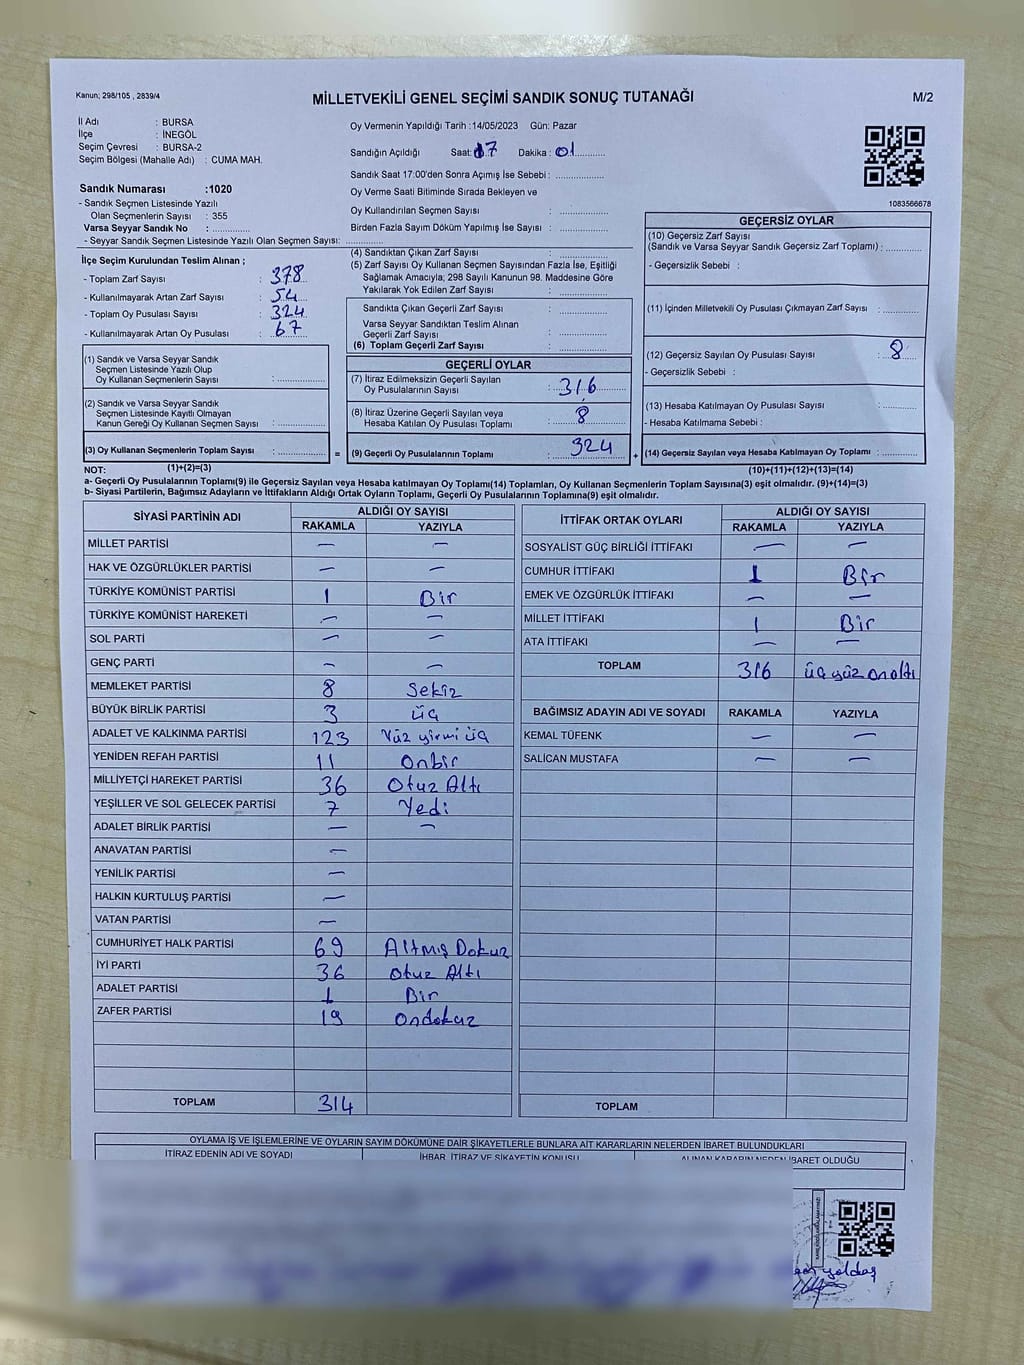 Kanun; 298/105 , 2839/4
MİLLETVEKİLİ GENEL SEÇİMİ SANDIK SONUÇ TUTANAĞI
M/2
İl Adı : BURSA
İlçe : İNEGÖL
Seçim Çevresi : BURSA-2
Seçim Bölgesi (Mahalle Adı) : CUMA MAH.
Sandık Numarası :1020
- Sandık Seçmen Listesinde Yazılı
Olan Seçmenlerin Sayısı : 355
Varsa Seyyar Sandık No : ..............
- Seyyar Sandık Seçmen Listesinde Yazılı Olan Seçmen Sayısı: ..............
Oy Vermenin Yapıldığı Tarih :14/05/2023 Gün: Pazar
Sandığın Açıldığı Saat: 17 Dakika : 01
Sandık Saat 17:00'den Sonra Açımış İse Sebebi : ................
Oy Verme Saati Bitiminde Sırada Bekleyen ve
Oy Kullandırılan Seçmen Sayısı : ................
Birden Fazla Sayım Döküm Yapılmış İse Sayısı : ................
1083566678
İlçe Seçim Kurulundan Teslim Alınan ;
- Toplam Zarf Sayısı : 378
- Kullanılmayarak Artan Zarf Sayısı : 54
- Toplam Oy Pusulası Sayısı : 324
- Kullanılmayarak Artan Oy Pusulası : 67
(1) Sandık ve Varsa Seyyar Sandık
Seçmen Listesinde Yazılı Olup
Oy Kullanan Seçmenlerin Sayısı : ................
(2) Sandık ve Varsa Seyyar Sandık
Seçmen Listesinde Kayıtlı Olmayan
Kanun Gereği Oy Kullanan Seçmen Sayısı : ................
(3) Oy Kullanan Seçmenlerin Toplam Sayısı : ................ =
(4) Sandıktan Çıkan Zarf Sayısı : ................
(5) Zarf Sayısı Oy Kullanan Seçmen Sayısından Fazla İse, Eşitliği
Sağlamak Amacıyla; 298 Sayılı Kanunun 98. Maddesine Göre
Yakılarak Yok Edilen Zarf Sayısı : ................
Sandıkta Çıkan Geçerli Zarf Sayısı : ................
Varsa Seyyar Sandıktan Teslim Alınan
Geçerli Zarf Sayısı : ................
(6) Toplam Geçerli Zarf Sayısı : ................
GEÇERLİ OYLAR
(7) İtiraz Edilmeksizin Geçerli Sayılan
Oy Pusulalarının Sayısı : 316
(8) İtiraz Üzerine Geçerli Sayılan veya
Hesaba Katılan Oy Pusulası Toplamı : 8
(9) Geçerli Oy Pusulalarının Toplamı : 324 +
GEÇERSİZ OYLAR
(10) Geçersiz Zarf Sayısı
(Sandık ve Varsa Seyyar Sandık Geçersiz Zarf Toplamı) : ............
- Geçersizlik Sebebi :
(11) İçinden Milletvekili Oy Pusulası Çıkmayan Zarf Sayısı : ............
(12) Geçersiz Sayılan Oy Pusulası Sayısı : 8
- Geçersizlik Sebebi :
(13) Hesaba Katılmayan Oy Pusulası Sayısı : ............
- Hesaba Katılmama Sebebi :
(14) Geçersiz Sayılan veya Hesaba Katılmayan Oy Toplamı : ............
NOT: (1)+(2)=(3) (10)+(11)+(12)+(13)=(14)
a- Geçerli Oy Pusulalarının Toplamı(9) ile Geçersiz Sayılan veya Hesaba katılmayan Oy Toplamı(14) Toplamları, Oy Kullanan Seçmenlerin Toplam Sayısına(3) eşit olmalıdır. (9)+(14)=(3)
b- Siyasi Partilerin, Bağımsız Adayların ve İttifakların Aldığı Ortak Oyların Toplamı, Geçerli Oy Pusulalarının Toplamına(9) eşit olmalıdır.
SİYASİ PARTİNİN ADI ALDIĞI OY SAYISI
RAKAMLA YAZIYLA
MİLLET PARTİSİ — —
HAK VE ÖZGÜRLÜKLER PARTİSİ — —
TÜRKİYE KOMÜNİST PARTİSİ 1 Bir
TÜRKİYE KOMÜNİST HAREKETİ — —
SOL PARTİ — —
GENÇ PARTİ — —
MEMLEKET PARTİSİ 8 Sekiz
BÜYÜK BİRLİK PARTİSİ 3 üç
ADALET VE KALKINMA PARTİSİ 123 Yüz yirmi üç
YENİDEN REFAH PARTİSİ 11 Onbir
MİLLİYETÇİ HAREKET PARTİSİ 36 Otuz Altı
YEŞİLLER VE SOL GELECEK PARTİSİ 7 Yedi
ADALET BİRLİK PARTİSİ — —
ANAVATAN PARTİSİ —
YENİLİK PARTİSİ —
HALKIN KURTULUŞ PARTİSİ —
VATAN PARTİSİ —
CUMHURİYET HALK PARTİSİ 69 Altmış Dokuz
İYİ PARTİ 36 Otuz Altı
ADALET PARTİSİ 1 Bir
ZAFER PARTİSİ 19 Ondokuz
TOPLAM 314
İTTİFAK ORTAK OYLARI ALDIĞI OY SAYISI
RAKAMLA YAZIYLA
SOSYALİST GÜÇ BİRLİĞİ İTTİFAKI — —
CUMHUR İTTİFAKI 1 Bir
EMEK VE ÖZGÜRLÜK İTTİFAKI — —
MİLLET İTTİFAKI 1 Bir
ATA İTTİFAKI — —
TOPLAM 316 üç yüz onaltı
BAĞIMSIZ ADAYIN ADI VE SOYADI RAKAMLA YAZIYLA
KEMAL TÜFENK — —
SALİCAN MUSTAFA — —
TOPLAM
OYLAMA İŞ VE İŞLEMLERİNE VE OYLARIN SAYIM DÖKÜMÜNE DAİR ŞİKAYETLERLE BUNLARA AİT KARARLARIN NELERDEN İBARET BULUNDUKLARI
İTİRAZ EDENİN ADI VE SOYADI İHBAR, İTİRAZ VE ŞİKAYETİN KONUSU ALINAN KARARIN NEDEN İBARET OLDUĞU
yoldaş